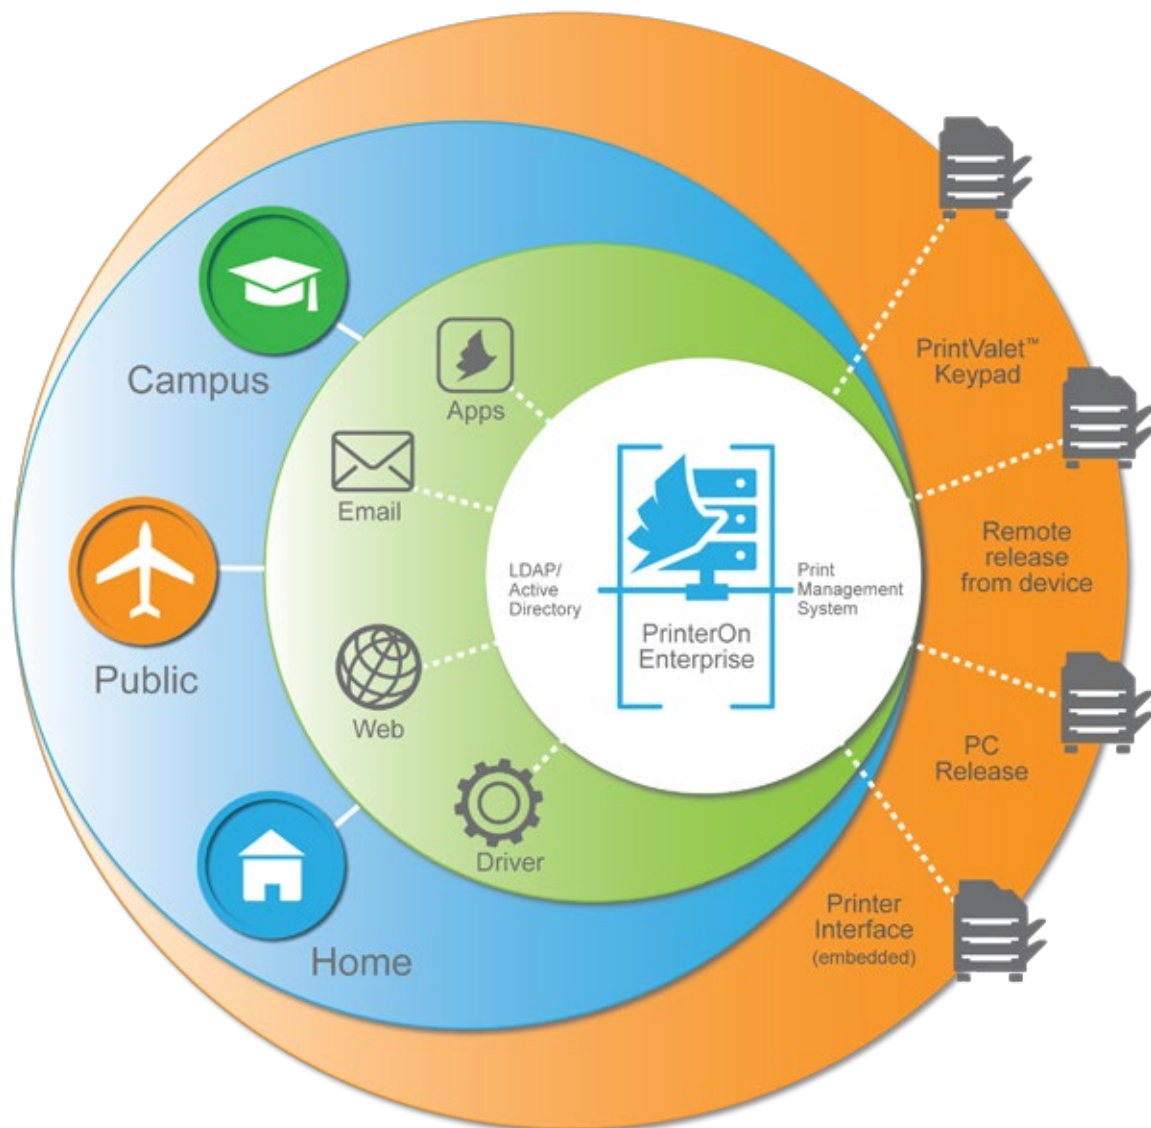 Campus
Public
Home
Apps
Email
Web
Driver
LDAP/
Active
Directory
PrinterOn
Enterprise
Print
Management
System
PrintValet™
Keypad
Remote
release
from device
PC
Release
Printer
Interface
(embedded)